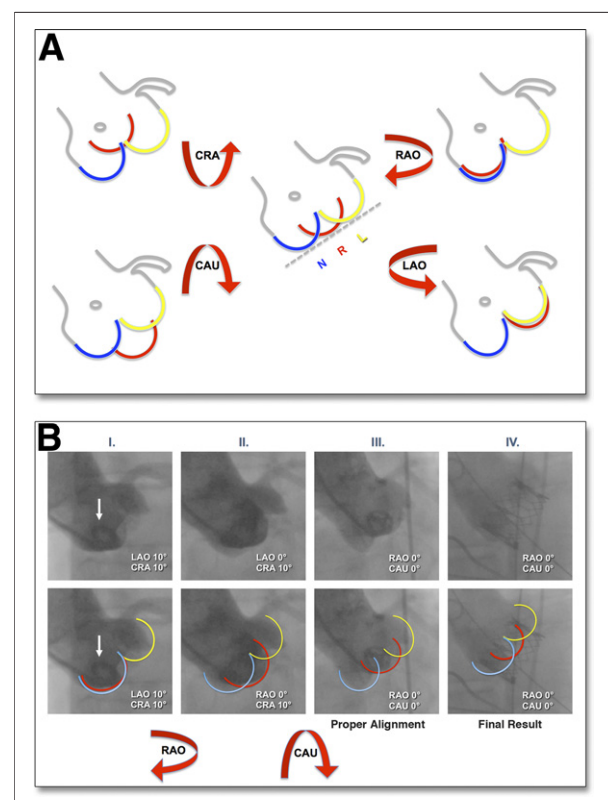 A
CRA
RAO
CAU
LAO
N R L
B
I. II. III. IV.
LAO 10°
CRA 10°
LAO 0°
CRA 10°
RAO 0°
CAU 0°
RAO 0°
CAU 0°
LAO 10°
CRA 10°
RAO 0°
CRA 10°
RAO 0°
CAU 0°
RAO 0°
CAU 0°
Proper Alignment
Final Result
RAO
CAU